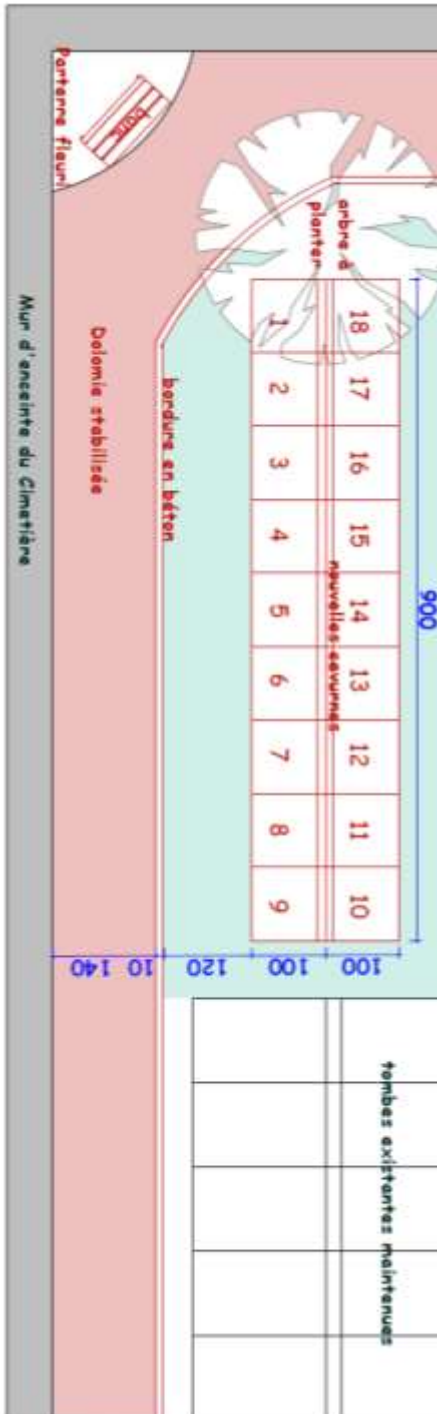 Parterre fleuri
banc
Mur d'enceinte du Cimetière
Dolomie stabilisée
bordure en béton
arbre à
planter
1
2
3
4
5
6
7
8
9
18
17
16
15
14
13
12
11
10
nouvelles cavurnes
900
140
10
120
100
100
tombes existantes maintenues